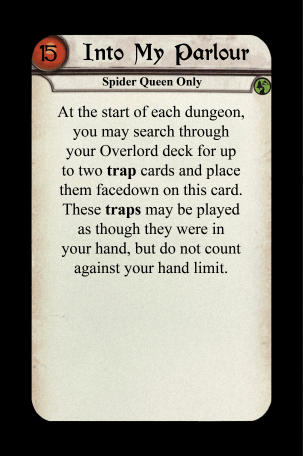 15 Into My Parlour
Spider Queen Only
At the start of each dungeon,
you may search through
your Overlord deck for up
to two trap cards and place
them facedown on this card.
These traps may be played
as though they were in
your hand, but do not count
against your hand limit.